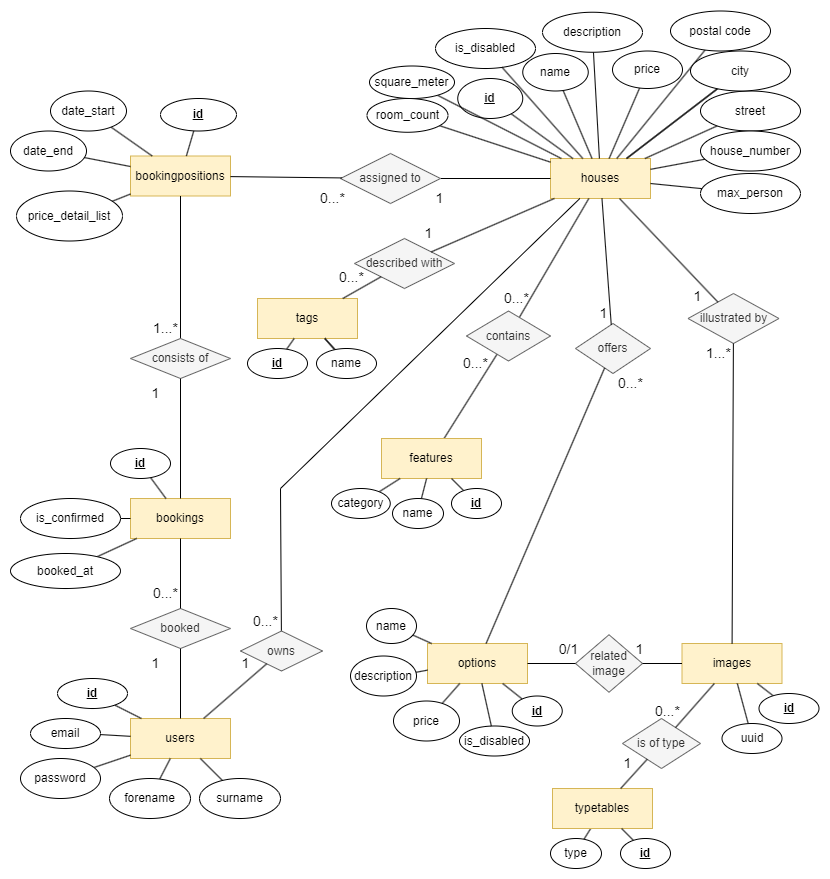 description
postal code
is_disabled
name
price
city
square_meter
id
room_count
street
date_start
id
date_end
house_number
bookingpositions
assigned to
houses
max_person
0...*
1
price_detail_list
1
described with
0...*
tags
id
name
0...*
contains
0...*
1
offers
0...*
1
illustrated by
1...*
1...*
consists of
1
features
category
name
id
id
is_confirmed
bookings
booked_at
0...*
booked
1
0...*
owns
1
name
description
options
price
is_disabled
id
0/1
related
image
1
images
id
uuid
0...*
is of type
1
id
email
users
password
forename
surname
typetables
type
id